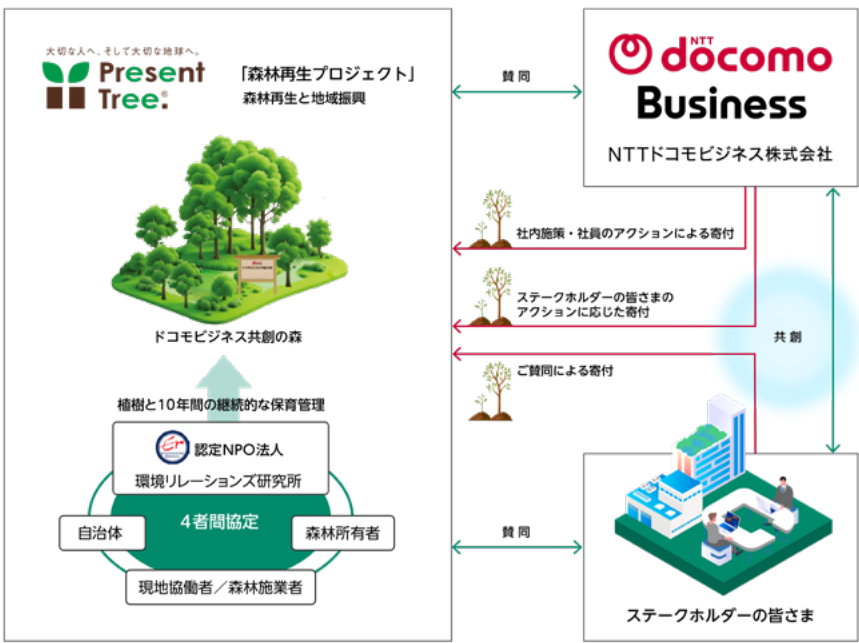 大切な人へ、そして大切な地球へ。
Present
Tree.®
「森林再生プロジェクト」
森林再生と地域振興
賛同
NTT
döcomo
Business
NTTドコモビジネス株式会社
社内施策・社員のアクションによる寄付
ステークホルダーの皆さまの
アクションに応じた寄付
ご賛同による寄付
共創
ドコモビジネス共創の森
植樹と10年間の継続的な保育管理
認定NPO法人
環境リレーションズ研究所
4者間協定
自治体
森林所有者
現地協働者/森林施業者
賛同
ステークホルダーの皆さま